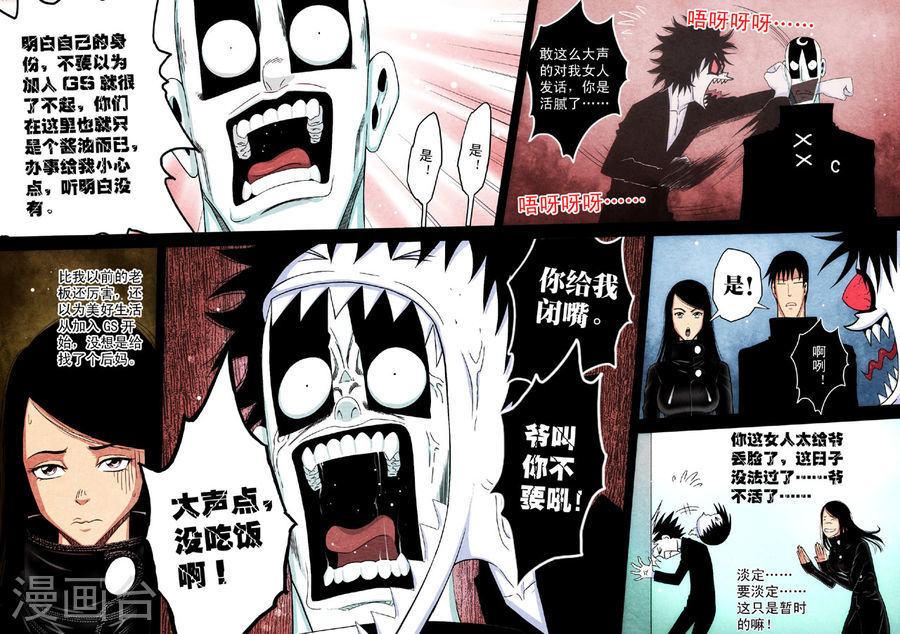 明白自己的身
份，不要以为
加入GS就很
了不起，你们
在这里也就只
是个酱油而已，
办事给我小心
点，听明白没
有。
是！
是！
敢这么大声
的对我女人
发话，你是
活腻了……
唔呀呀呀……
唔呀呀呀……
C
比我以前的老
板还厉害，还
以为美好生活
从加入GS开
始，没想是给
找了个后妈。
大声点，
没吃饭
啊！
你给我
闭嘴。
爷叫
你不
要吼！
是！
啊咧！
你这女人太给爷
丢脸了，这日子
没法过了……爷
不活了……
淡定……
要淡定……
这只是暂时
的嘛！
漫画台